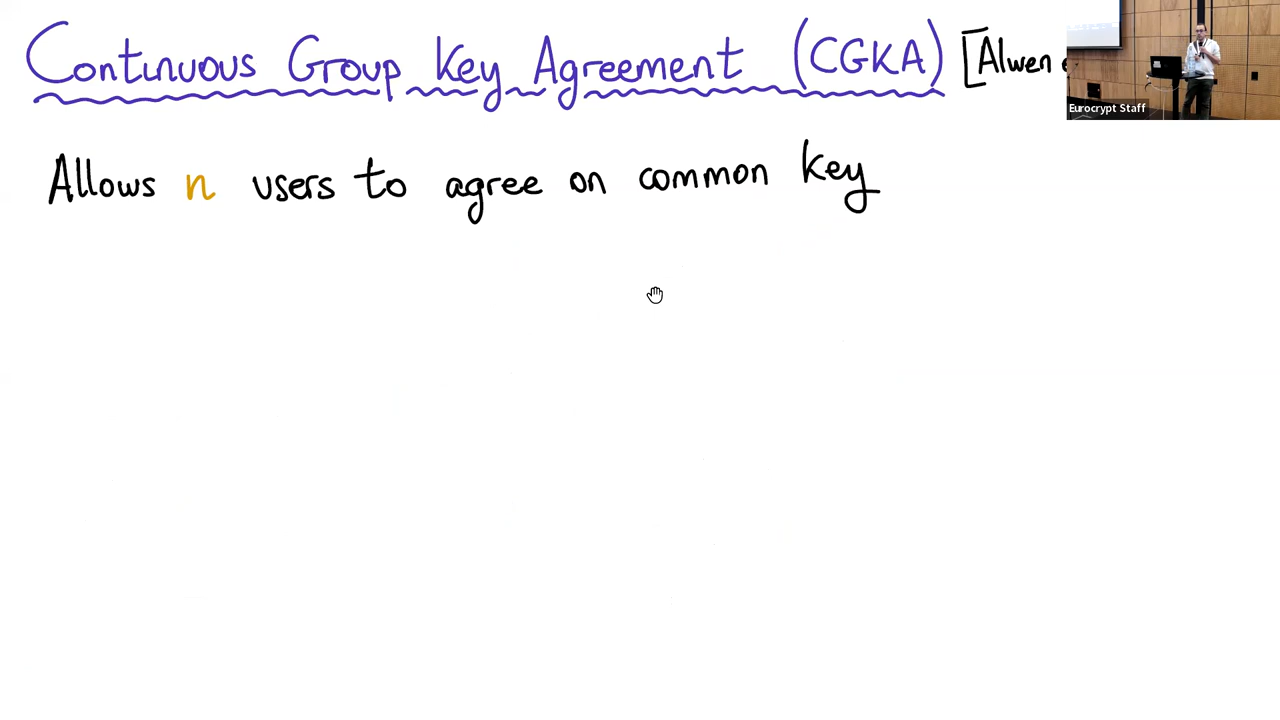 Continuous Group Key Agreement (CGKA) [Alwen
Eurocrypt Staff
Allows n users to agree on common key